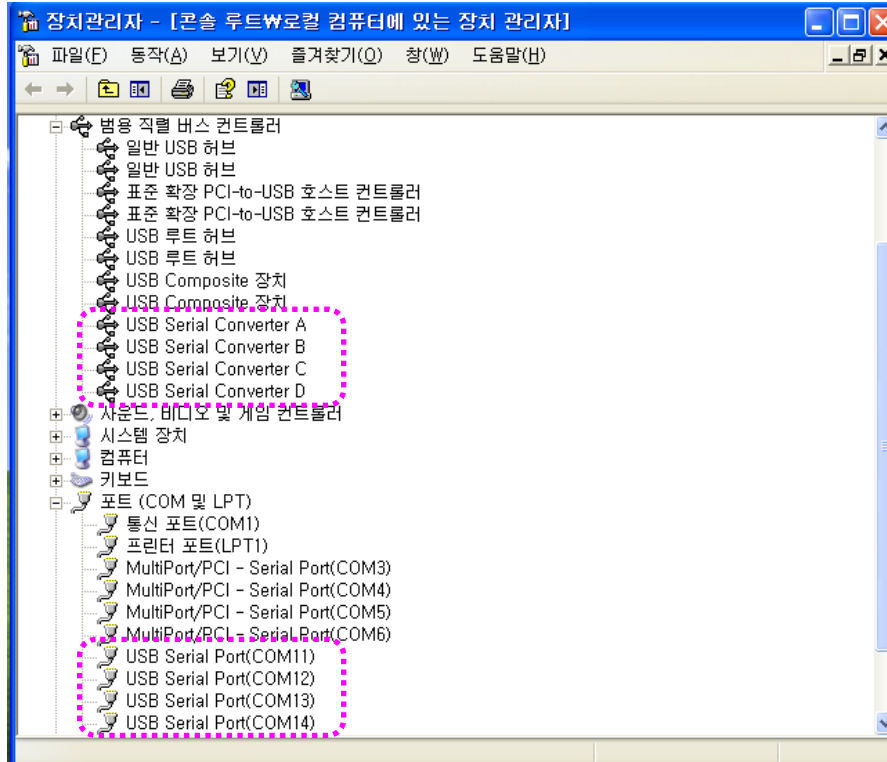 장치관리자 - [콘솔 루트₩로컬 컴퓨터에 있는 장치 관리자]
파일(F) 동작(A) 보기(V) 즐겨찾기(O) 창(W) 도움말(H)
범용 직렬 버스 컨트롤러
일반 USB 허브
일반 USB 허브
표준 확장 PCI-to-USB 호스트 컨트롤러
표준 확장 PCI-to-USB 호스트 컨트롤러
USB 루트 허브
USB 루트 허브
USB Composite 장치
USB Composite 장치
USB Serial Converter A
USB Serial Converter B
USB Serial Converter C
USB Serial Converter D
사운드, 비디오 및 게임 컨트롤러
시스템 장치
컴퓨터
키보드
포트 (COM 및 LPT)
통신 포트(COM1)
프린터 포트(LPT1)
MultiPort/PCI - Serial Port(COM3)
MultiPort/PCI - Serial Port(COM4)
MultiPort/PCI - Serial Port(COM5)
MultiPort/PCI - Serial Port(COM6)
USB Serial Port(COM11)
USB Serial Port(COM12)
USB Serial Port(COM13)
USB Serial Port(COM14)